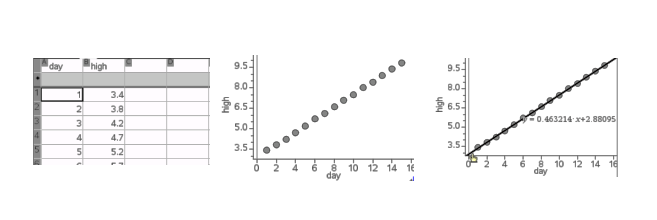 A day B high C D
1 1 3.4
2 2 3.8
3 3 4.2
4 4 4.7
5 5 5.2
high
9.5
8.0
6.5
5.0
3.5
0 2 4 6 8 10 12 14 16
day
high
9.5
8.0
6.5
5.0
3.5
= 0.463214·x+2.88095
0 2 4 6 8 10 12 14 16
day